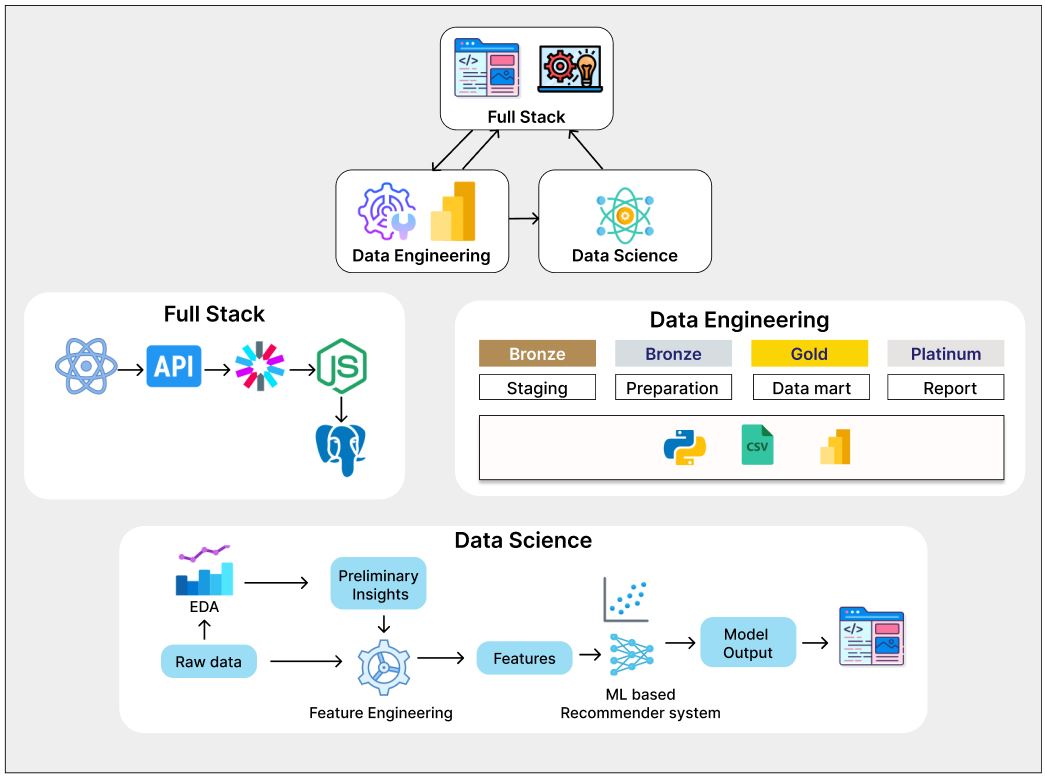 </>
Full Stack
Data Engineering
Data Science
Full Stack
API
JS
Data Engineering
Bronze
Bronze
Gold
Platinum
Staging
Preparation
Data mart
Report
CSV
Data Science
EDA
Preliminary
Insights
Raw data
Feature Engineering
Features
ML based
Recommender system
Model
Output
</>